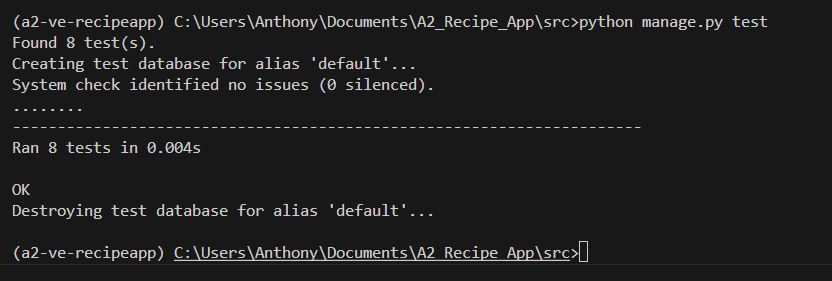 (a2-ve-recipeapp) C:\Users\Anthony\Documents\A2_Recipe_App\src>python manage.py test
Found 8 test(s).
Creating test database for alias 'default'...
System check identified no issues (0 silenced).
........
----------------------------------------------------------------------
Ran 8 tests in 0.004s
OK
Destroying test database for alias 'default'...
(a2-ve-recipeapp) C:\Users\Anthony\Documents\A2_Recipe_App\src>